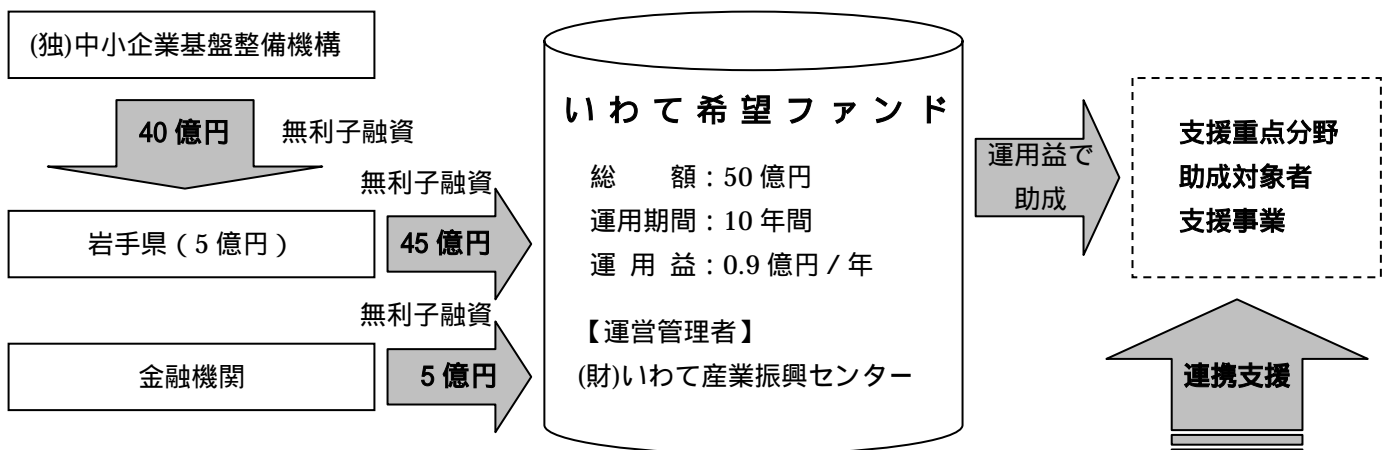 (独)中小企業基盤整備機構
40 億円
無利子融資
岩手県（5 億円）
無利子融資
45 億円
無利子融資
金融機関
5 億円
いわて希望ファンド
総　　額：50 億円
運用期間：10 年間
運 用 益：0.9 億円／年
【運営管理者】
(財)いわて産業振興センター
運用益で
助成
支援重点分野
助成対象者
支援事業
連携支援